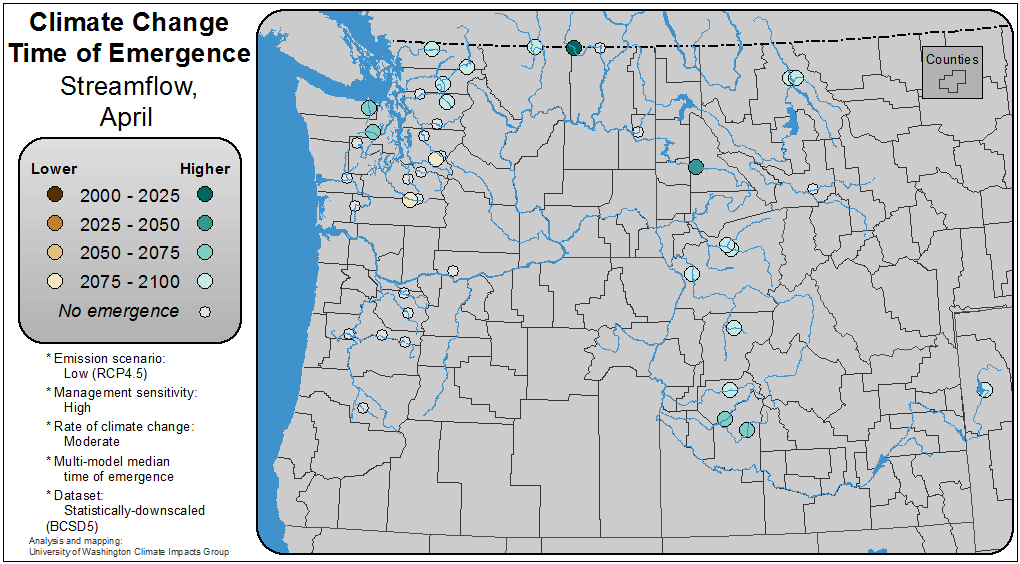 Climate Change
Time of Emergence
Streamflow,
April
Lower Higher
2000 - 2025
2025 - 2050
2050 - 2075
2075 - 2100
No emergence
* Emission scenario:
Low (RCP4.5)
* Management sensitivity:
High
* Rate of climate change:
Moderate
* Multi-model median
time of emergence
* Dataset:
Statistically-downscaled
(BCSD5)
Analysis and mapping:
University of Washington Climate Impacts Group
Counties